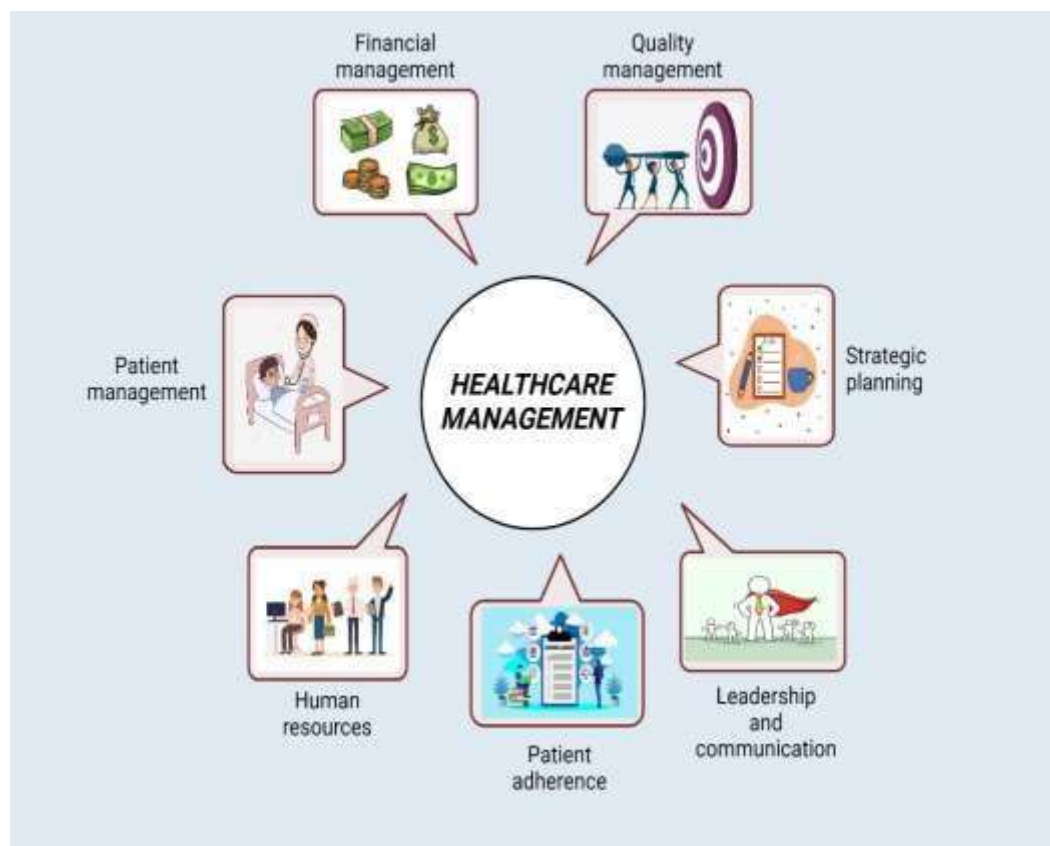 Financial
management
Quality
management
Patient
management
HEALTHCARE
MANAGEMENT
Strategic
planning
Human
resources
Patient
adherence
Leadership
and
communication